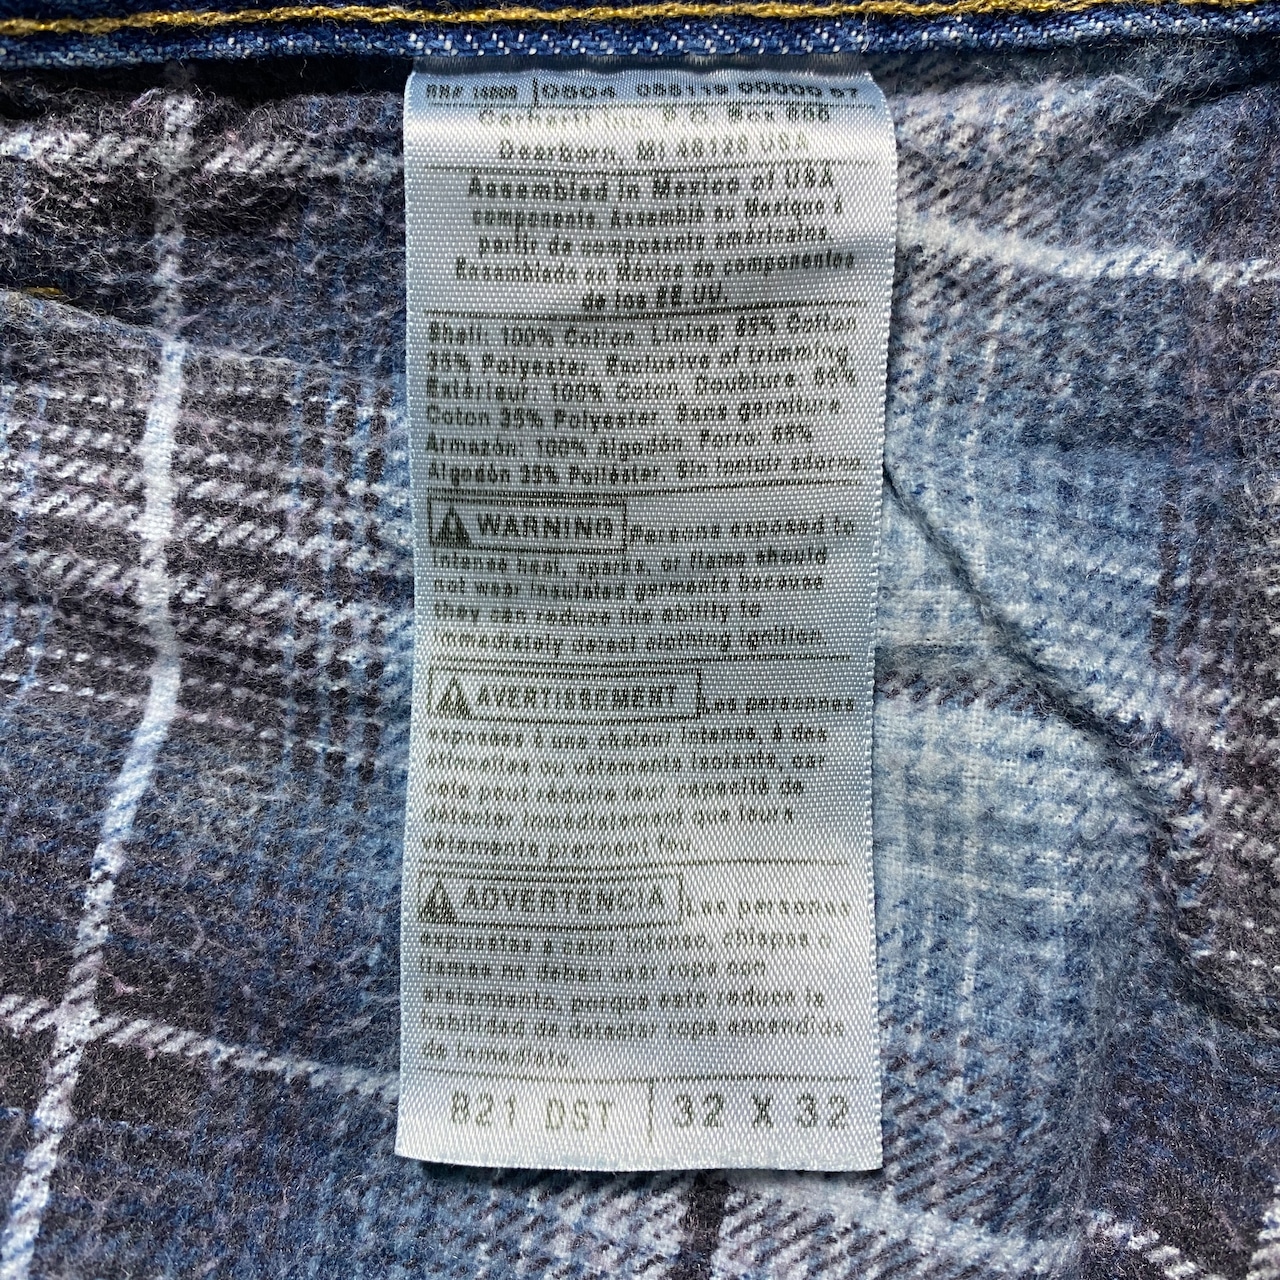 RN# 14806 0504 055119 00000 07
Carhartt Inc. P.O. Box 600
Dearborn, MI 48126 USA
Assembled in Mexico of USA
components Assemblé au Mexique à
partir de composants américains.
Ensamblado en México de componentes
de los EE.UU.
Shell: 100% Cotton. Lining: 65% Cotton
35% Polyester. Exclusive of trimming
Extérieur: 100% Coton. Doublure: 65%
Coton 35% Polyester. Sans garniture
Armazón: 100% Algodón. Forro: 65%
Algodón 35% Poliéster. Sin incluir adorno
WARNING Persons exposed to
intense heat, sparks, or flame should
not wear insulated garments because
they can reduce the ability to
immediately detect clothing ignition.
AVERTISSEMENT Les personnes
exposées à une chaleur intense, à des
vêtements isolants, car
cela peut réduire leur capacité de
détecter immédiatement que leurs
vêtements prennent feu
ADVERTENCIA Las personas
expuestas a calor intenso, chispas o
llamas no deben usar ropa con
aislamiento, porque esto reduce la
habilidad de detectar ropa encendida
de inmediato.
B21 DST 32 X 32